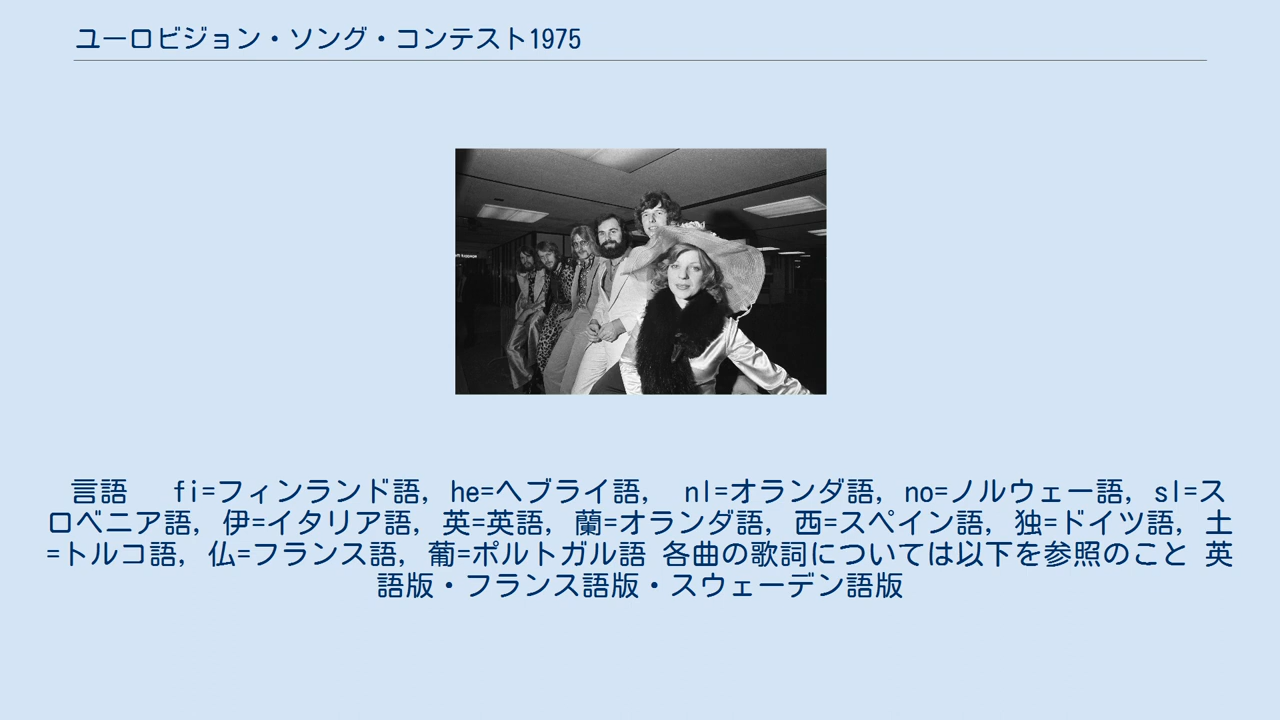 ユーロビジョン・ソング・コンテスト1975
言語　 fi=フィンランド語, he=ヘブライ語,　nl=オランダ語, no=ノルウェー語, sl=ス
ロベニア語, 伊=イタリア語, 英=英語, 蘭=オランダ語, 西=スペイン語, 独=ドイツ語, 土
=トルコ語, 仏=フランス語, 葡=ポルトガル語 各曲の歌詞については以下を参照のこと 英
語版・フランス語版・スウェーデン語版